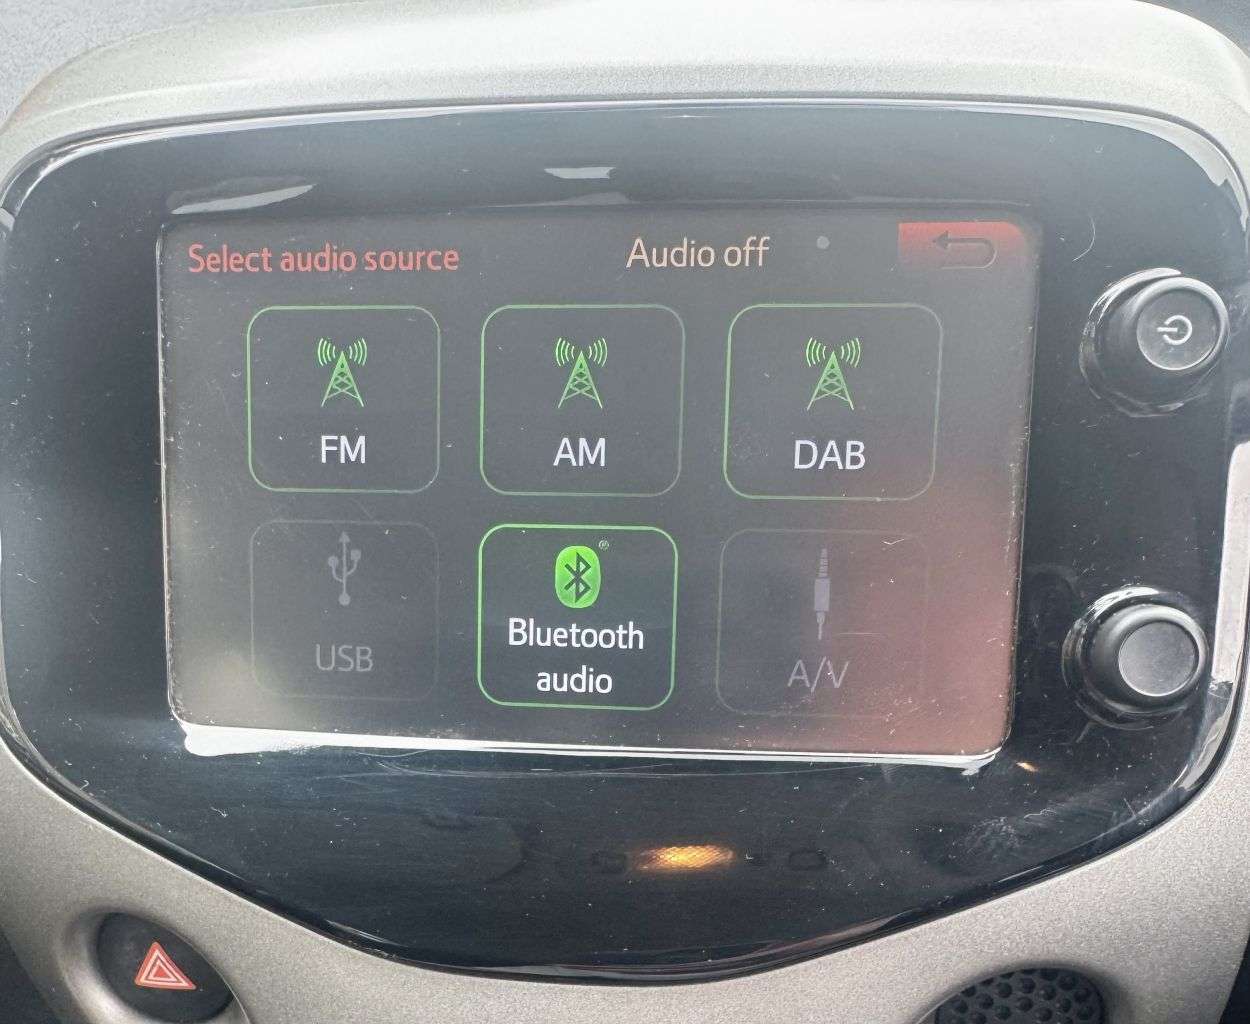 Select audio source
Audio off
FM
AM
DAB
USB
Bluetooth
audio
A/V